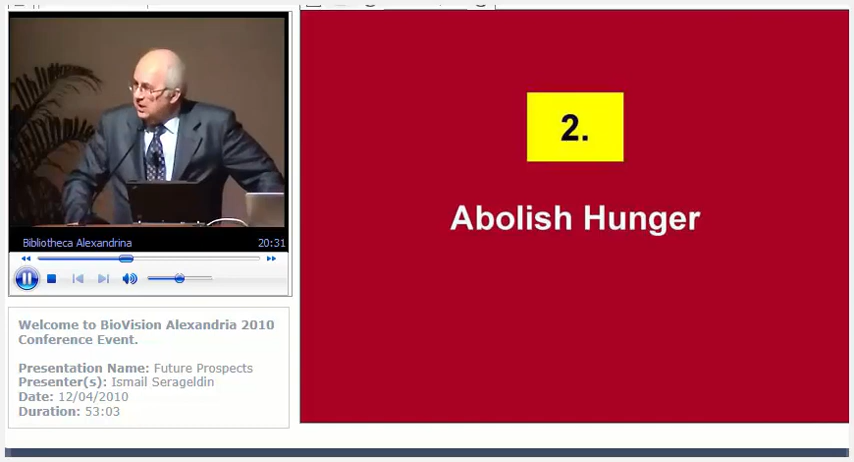 Bibliotheca Alexandrina 20:31
Welcome to BioVision Alexandria 2010
Conference Event.
Presentation Name: Future Prospects
Presenter(s): Ismail Serageldin
Date: 12/04/2010
Duration: 53:03
2.
Abolish Hunger